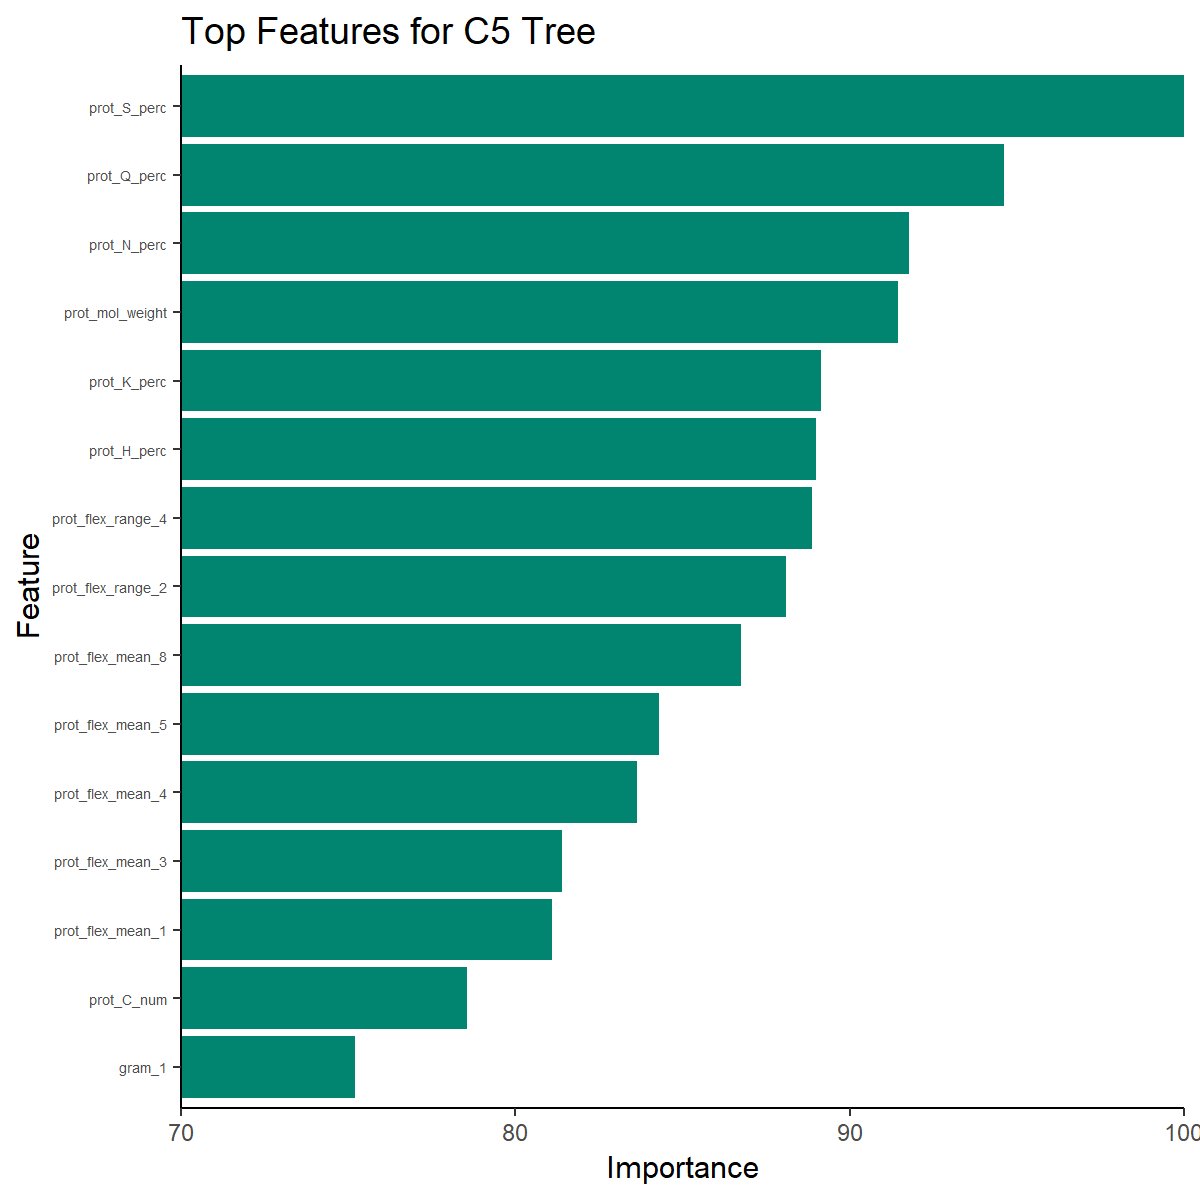 Top Features for C5 Tree
prot_S_perc
prot_Q_perc
prot_N_perc
prot_mol_weight
prot_K_perc
prot_H_perc
prot_flex_range_4
prot_flex_range_2
prot_flex_mean_8
prot_flex_mean_5
prot_flex_mean_4
prot_flex_mean_3
prot_flex_mean_1
prot_C_num
gram_1
Feature
70 80 90 100
Importance